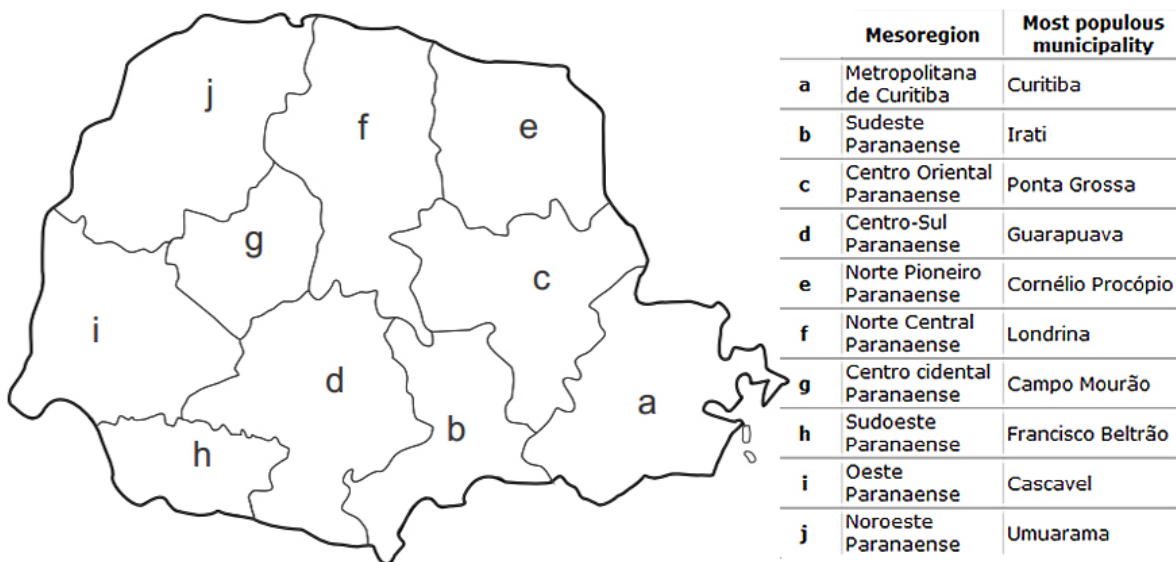 j
f
e
g
c
i
d
a
b
h
Mesoregion Most populous
municipality
a Metropolitana
de Curitiba Curitiba
b Sudeste
Paranaense Irati
c Centro Oriental
Paranaense Ponta Grossa
d Centro-Sul
Paranaense Guarapuava
e Norte Pioneiro
Paranaense Cornélio Procópio
f Norte Central
Paranaense Londrina
g Centro cidental
Paranaense Campo Mourão
h Sudoeste
Paranaense Francisco Beltrão
i Oeste
Paranaense Cascavel
j Noroeste
Paranaense Umuarama